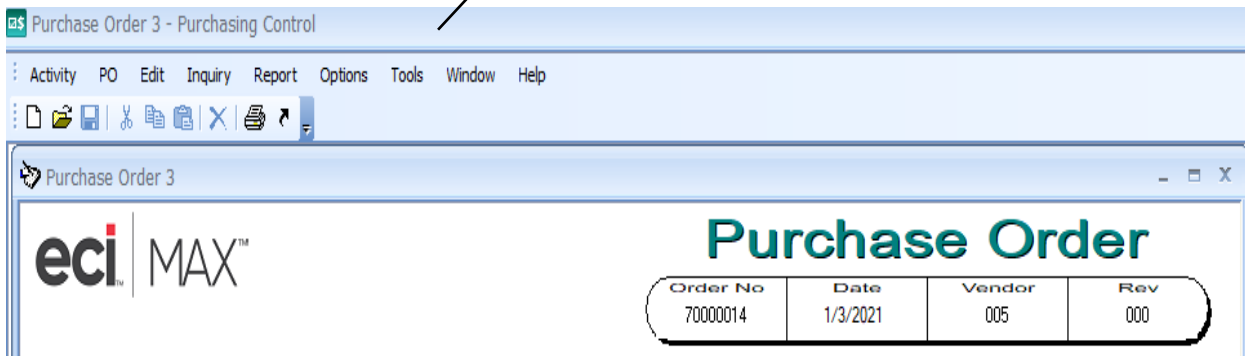 Purchase Order 3 - Purchasing Control
Activity PO Edit Inquiry Report Options Tools Window Help
Purchase Order 3
eci™ MAX™
Purchase Order
Order No Date Vendor Rev
70000014 1/3/2021 005 000